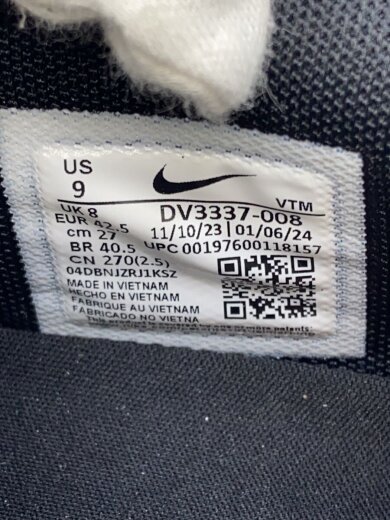 US
9
VTM
UK 8
DV3337-008
EUR 42.5
11/10/23 | 01/06/24
cm 27
UPC 00197600118157
BR 40.5
CN 270(2.5)
04DBNJZRJ1KSZ
MADE IN VIETNAM
HECHO EN VIETNAM
FABRIQUE AU VIETNAM
FABRICADO NO VIETNA